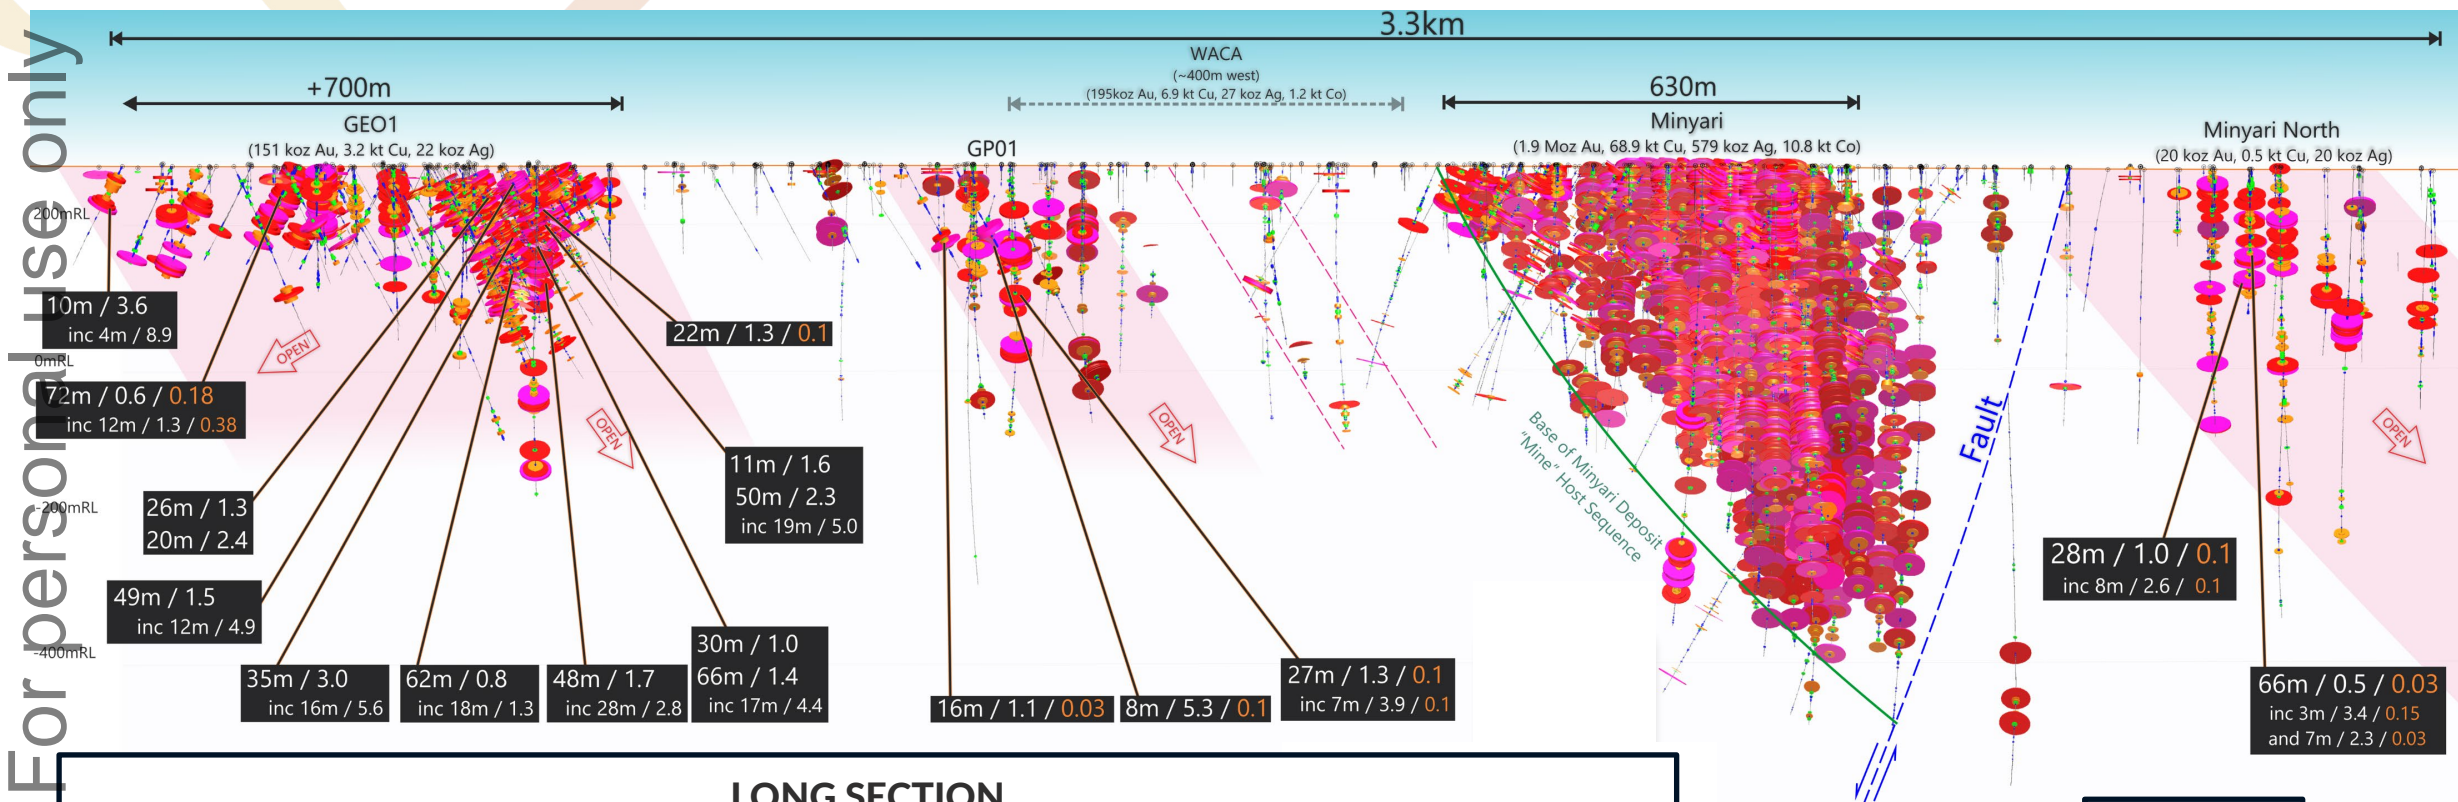 For personal use only
3.3km
WACA
(~400m west)
(195koz Au, 6.9 kt Cu, 27 koz Ag, 1.2 kt Co)
+700m
GEO1
(151 koz Au, 3.2 kt Cu, 22 koz Ag)
GP01
630m
Minyari
(1.9 Moz Au, 68.9 kt Cu, 579 koz Ag, 10.8 kt Co)
Minyari North
(20 koz Au, 0.5 kt Cu, 20 koz Ag)
200mRL
0mRL
-200mRL
-400mRL
10m / 3.6
inc 4m / 8.9
OPEN
72m / 0.6 / 0.18
inc 12m / 1.3 / 0.38
26m / 1.3
20m / 2.4
49m / 1.5
inc 12m / 4.9
35m / 3.0
inc 16m / 5.6
62m / 0.8
inc 18m / 1.3
48m / 1.7
inc 28m / 2.8
30m / 1.0
66m / 1.4
inc 17m / 4.4
OPEN
11m / 1.6
50m / 2.3
inc 19m / 5.0
22m / 1.3 / 0.1
OPEN
16m / 1.1 / 0.03
8m / 5.3 / 0.1
27m / 1.3 / 0.1
inc 7m / 3.9 / 0.1
Base of Minyari Deposit
"Mine" Host Sequence
Fault
OPEN
28m / 1.0 / 0.1
inc 8m / 2.6 / 0.1
66m / 0.5 / 0.03
inc 3m / 3.4 / 0.15
and 7m / 2.3 / 0.03
LONG SECTION